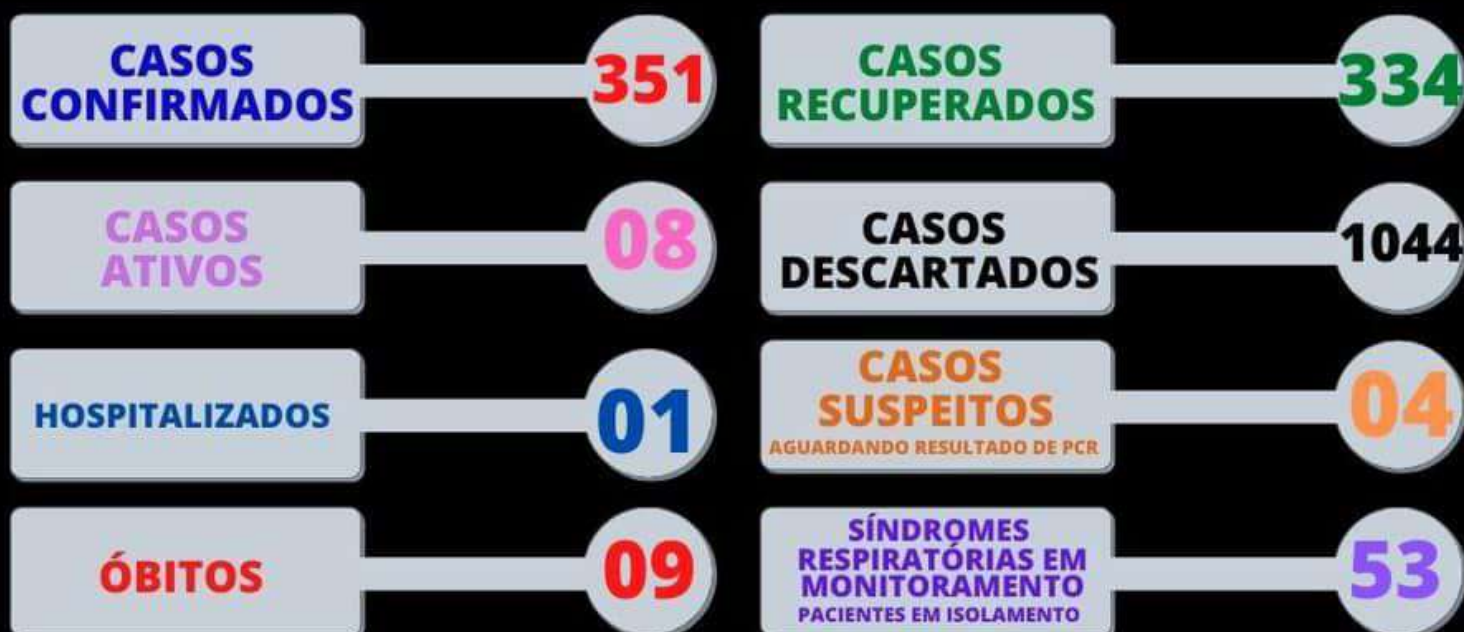 CASOS
CONFIRMADOS
351
CASOS
RECUPERADOS
334
CASOS
ATIVOS
08
CASOS
DESCARTADOS
1044
HOSPITALIZADOS
01
CASOS
SUSPEITOS
AGUARDANDO RESULTADO DE PCR
04
ÓBITOS
09
SÍNDROMES
RESPIRATÓRIAS EM
MONITORAMENTO
PACIENTES EM ISOLAMENTO
53